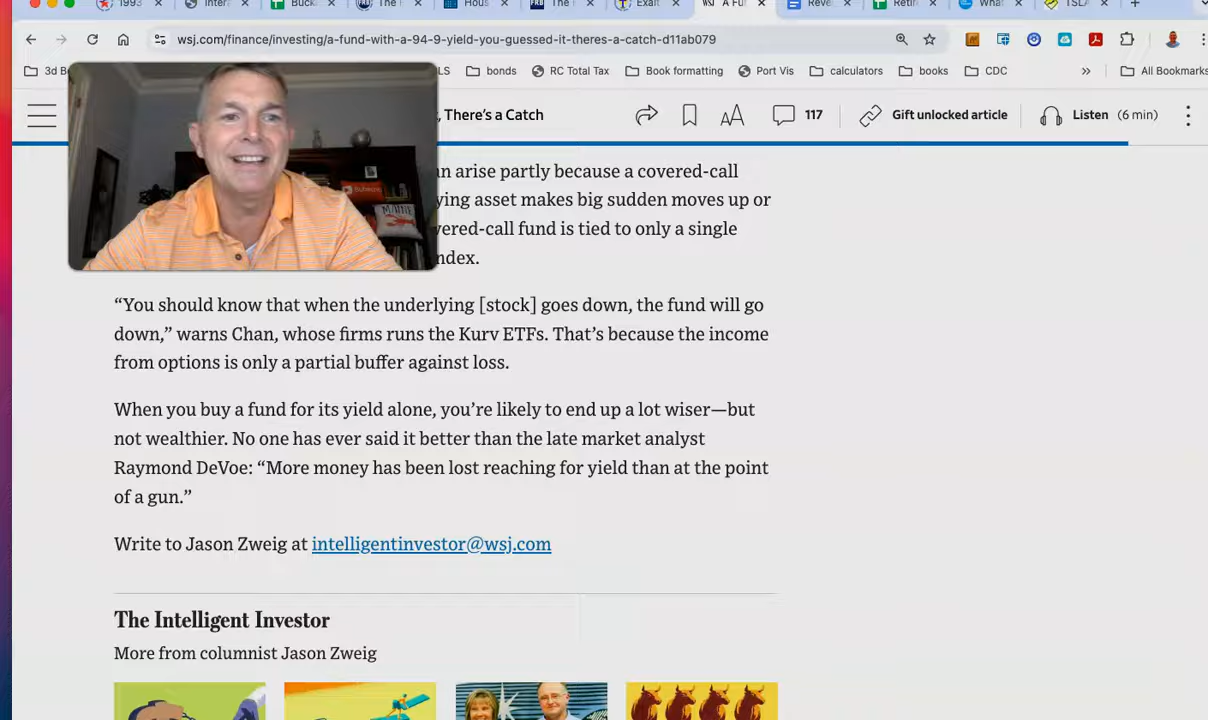 1993
Interr
Buck
The I
Hous
FRB
The I
Exalt
WSJ A Fur
Reve
Retir
What
TSLA
wsj.com/finance/investing/a-fund-with-a-94-9-yield-you-guessed-it-theres-a-catch-d11ab079
3d B
LS
bonds
RC Total Tax
Book formatting
Port Vis
calculators
books
CDC
»
All Bookmarks
, There’s a Catch
AA
117
Gift unlocked article
Listen (6 min)
n arise partly because a covered-call
ying asset makes big sudden moves up or
vered-call fund is tied to only a single
ndex.
“You should know that when the underlying [stock] goes down, the fund will go
down,” warns Chan, whose firms runs the Kurv ETFs. That’s because the income
from options is only a partial buffer against loss.
When you buy a fund for its yield alone, you’re likely to end up a lot wiser—but
not wealthier. No one has ever said it better than the late market analyst
Raymond DeVoe: “More money has been lost reaching for yield than at the point
of a gun.”
Write to Jason Zweig at intelligentinvestor@wsj.com
The Intelligent Investor
More from columnist Jason Zweig
MAINE